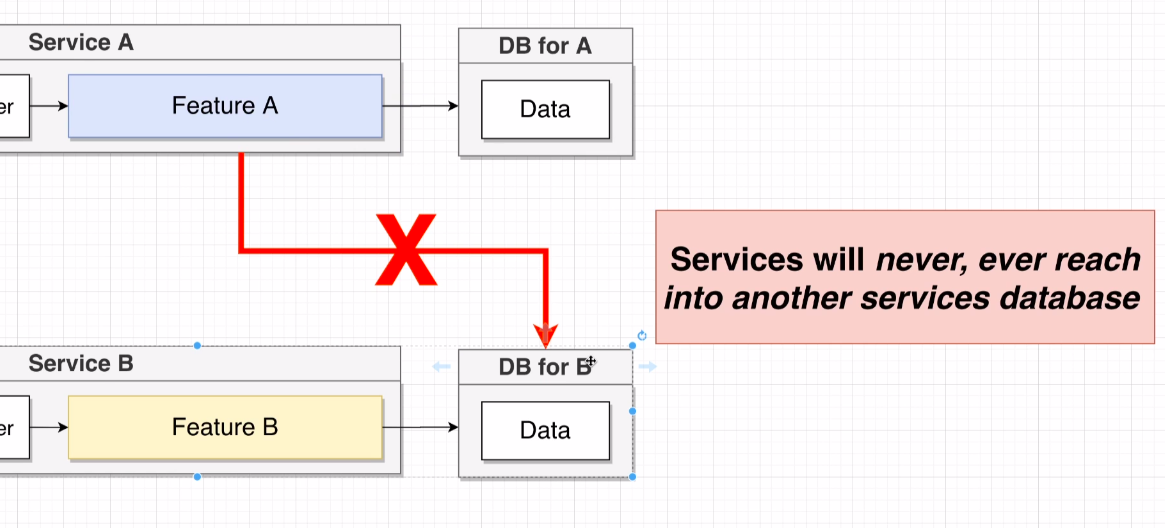 Service A
DB for A
er
Feature A
Data
X
Services will never, ever reach
into another services database
Service B
DB for B
er
Feature B
Data